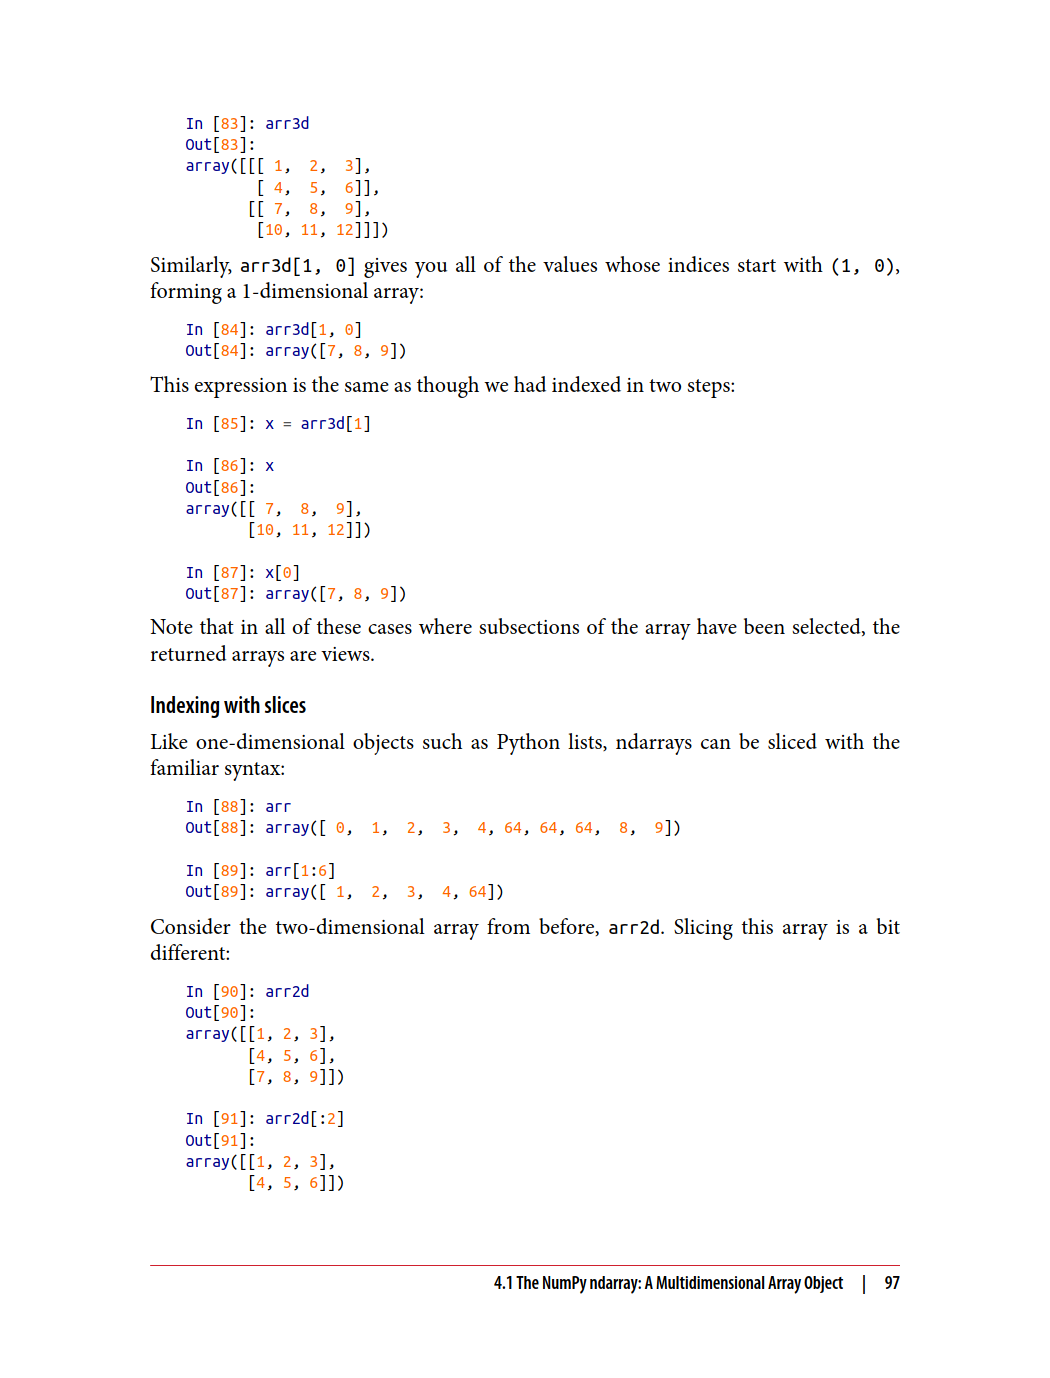 In [83]: arr3d
Out[83]:
array([[[ 1,  2,  3],
        [ 4,  5,  6]],
       [[ 7,  8,  9],
        [10, 11, 12]]])
Similarly, arr3d[1, 0] gives you all of the values whose indices start with (1, 0),
forming a 1-dimensional array:
In [84]: arr3d[1, 0]
Out[84]: array([7, 8, 9])
This expression is the same as though we had indexed in two steps:
In [85]: x = arr3d[1]
In [86]: x
Out[86]:
array([[ 7,  8,  9],
       [10, 11, 12]])
In [87]: x[0]
Out[87]: array([7, 8, 9])
Note that in all of these cases where subsections of the array have been selected, the
returned arrays are views.
Indexing with slices
Like one-dimensional objects such as Python lists, ndarrays can be sliced with the
familiar syntax:
In [88]: arr
Out[88]: array([ 0,  1,  2,  3,  4, 64, 64, 64,  8,  9])
In [89]: arr[1:6]
Out[89]: array([ 1,  2,  3,  4, 64])
Consider the two-dimensional array from before, arr2d. Slicing this array is a bit
different:
In [90]: arr2d
Out[90]:
array([[1, 2, 3],
       [4, 5, 6],
       [7, 8, 9]])
In [91]: arr2d[:2]
Out[91]:
array([[1, 2, 3],
       [4, 5, 6]])
4.1 The NumPy ndarray: A Multidimensional Array Object | 97